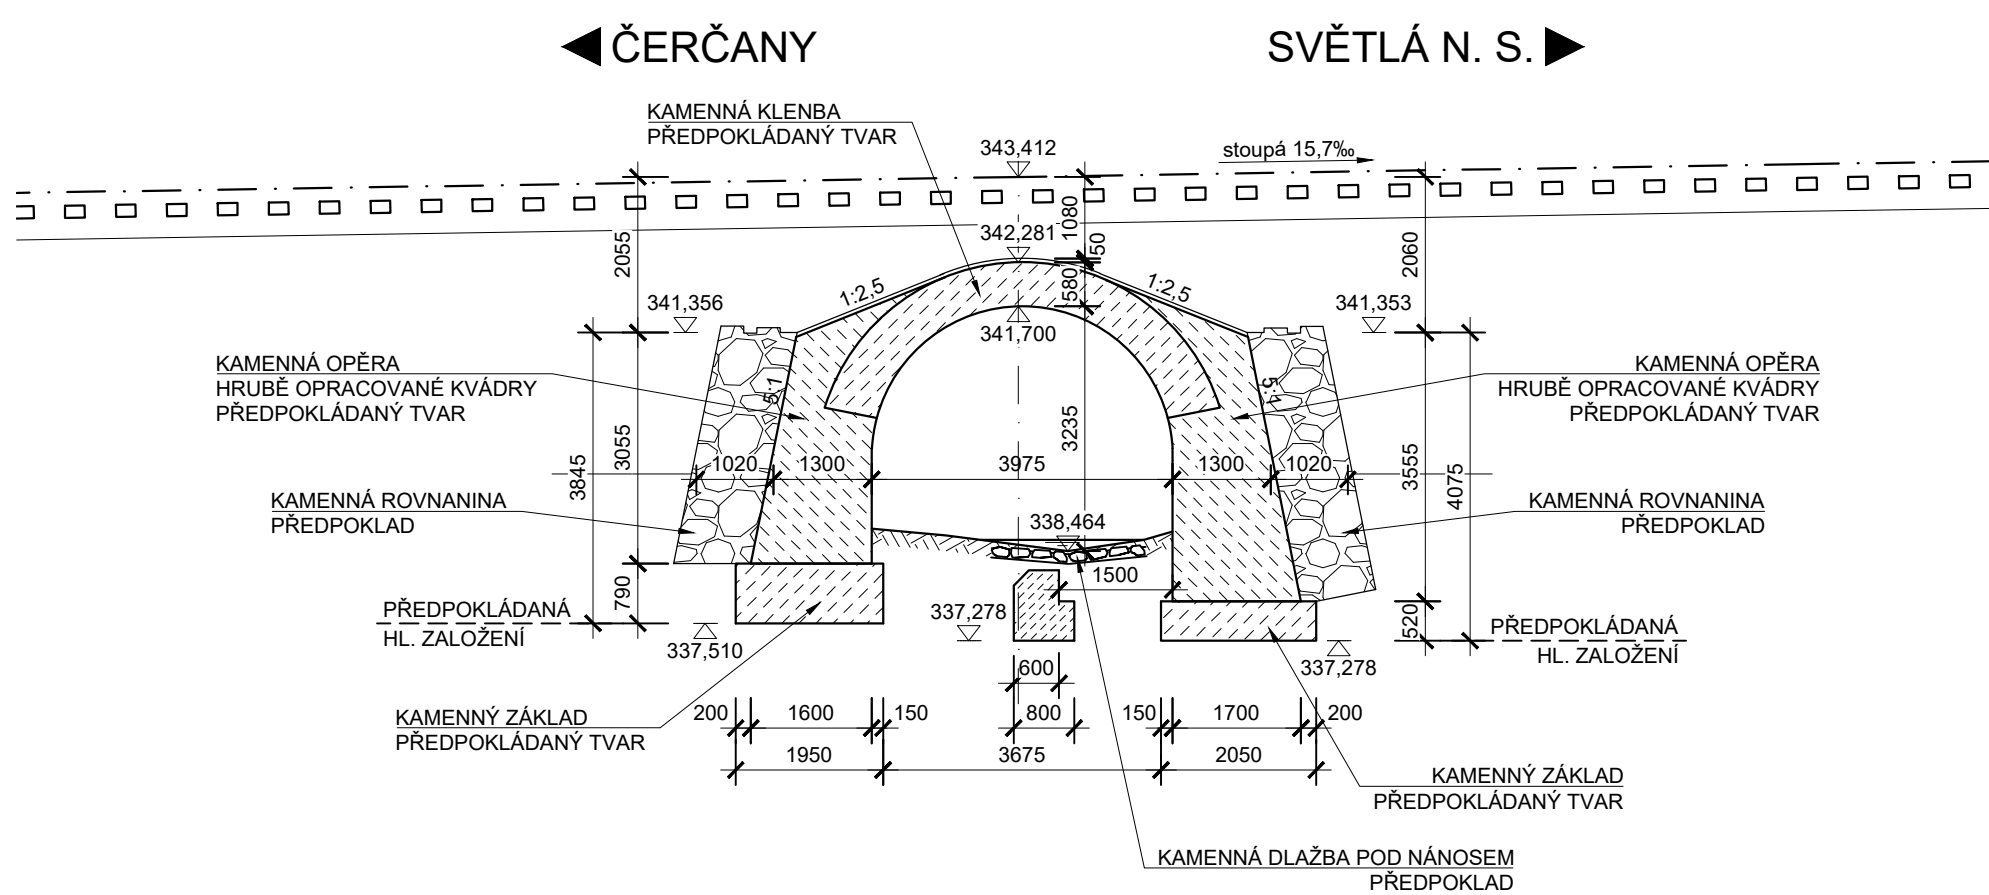 ČERČANY
SVĚTLÁ N. S.
KAMENNÁ KLENBA
PŘEDPOKLÁDANÝ TVAR
343,412
stoupá 15,7‰
2055
342,281
1080
50
2060
341,356
1:2,5
580
1:2,5
341,353
341,700
KAMENNÁ OPĚRA
HRUBĚ OPRACOVANÉ KVÁDRY
PŘEDPOKLÁDANÝ TVAR
5:1
5:1
KAMENNÁ OPĚRA
HRUBĚ OPRACOVANÉ KVÁDRY
PŘEDPOKLÁDANÝ TVAR
3845
3055
1020
1300
3975
3235
1300
1020
3555
4075
KAMENNÁ ROVNANINA
PŘEDPOKLAD
KAMENNÁ ROVNANINA
PŘEDPOKLAD
338,464
1500
790
PŘEDPOKLÁDANÁ
HL. ZALOŽENÍ
337,510
337,278
520
PŘEDPOKLÁDANÁ
HL. ZALOŽENÍ
337,278
600
KAMENNÝ ZÁKLAD
PŘEDPOKLÁDANÝ TVAR
200
1600
150
800
150
1700
200
1950
3675
2050
KAMENNÝ ZÁKLAD
PŘEDPOKLÁDANÝ TVAR
KAMENNÁ DLAŽBA POD NÁNOSEM
PŘEDPOKLAD